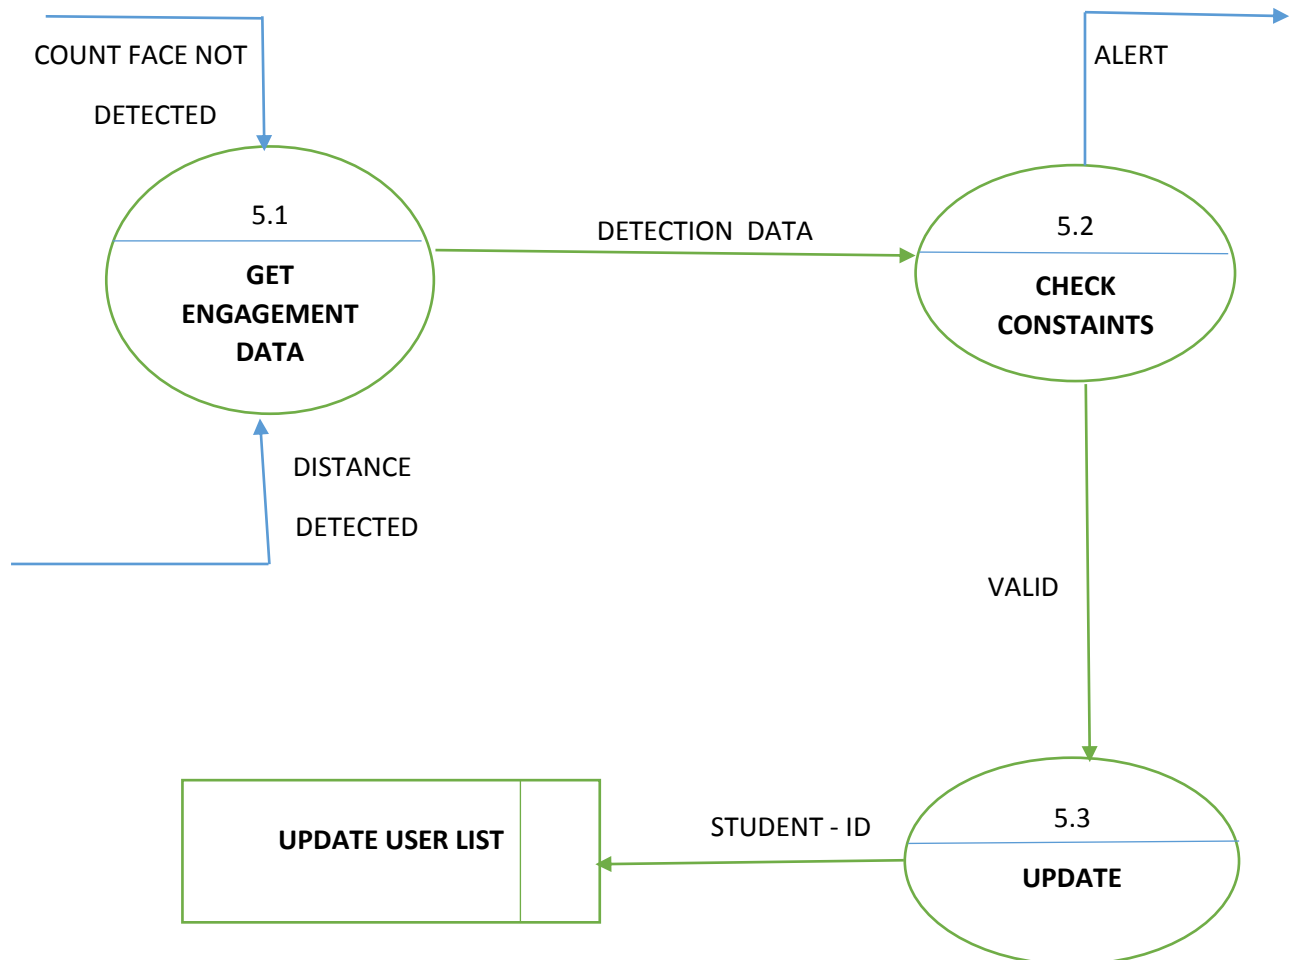 COUNT FACE NOT
DETECTED
ALERT
5.1
GET
ENGAGEMENT
DATA
DETECTION  DATA
5.2
CHECK
CONSTAINTS
DISTANCE
DETECTED
VALID
UPDATE USER LIST
STUDENT - ID
5.3
UPDATE